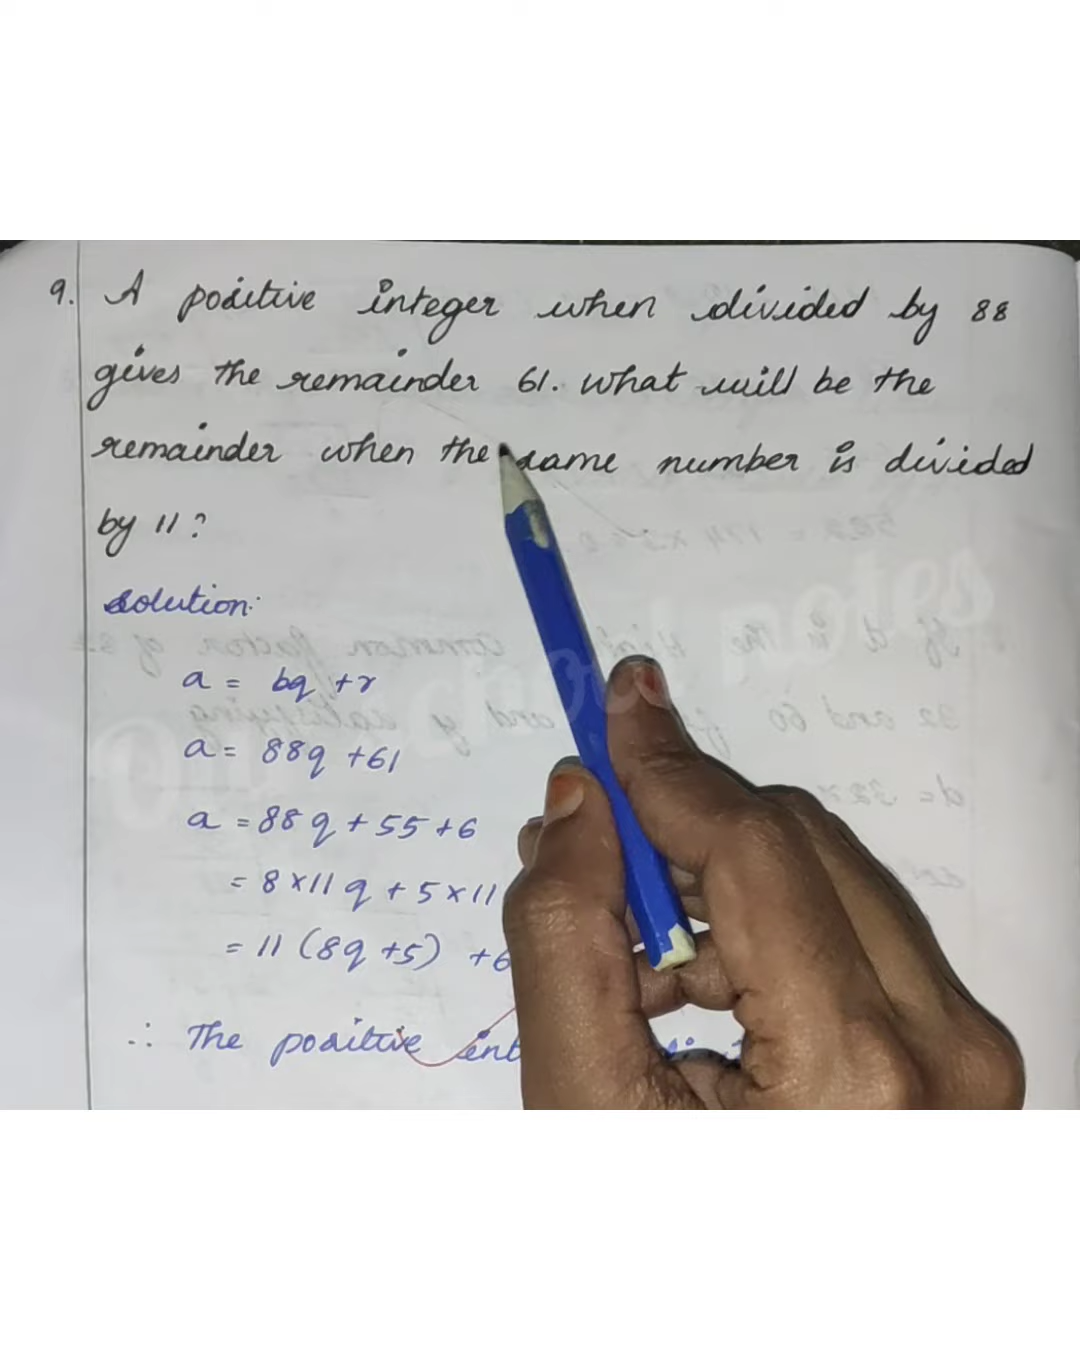 9. A positive integer when divided by 88
gives the remainder 61. what will be the
remainder when the same number is divided
by 11?
solution:
a = bq + r
a = 88q + 61
a = 88q + 55 + 6
= 8 × 11 q + 5 × 11
= 11 (8q + 5) + 6
∴ The positive